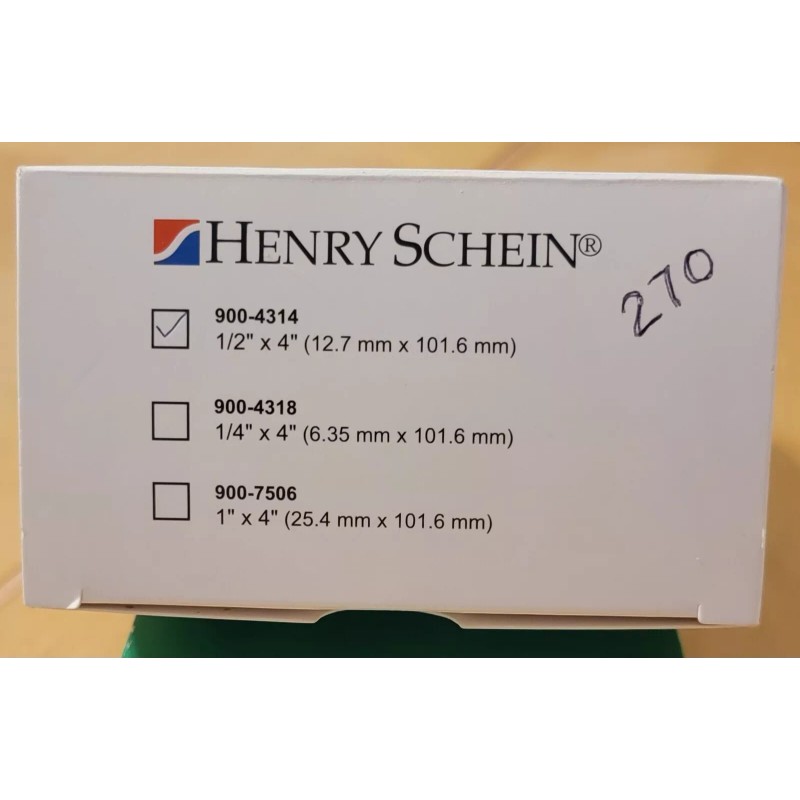 HENRY SCHEIN®
270
900-4314
1/2" x 4" (12.7 mm x 101.6 mm)
900-4318
1/4" x 4" (6.35 mm x 101.6 mm)
900-7506
1" x 4" (25.4 mm x 101.6 mm)